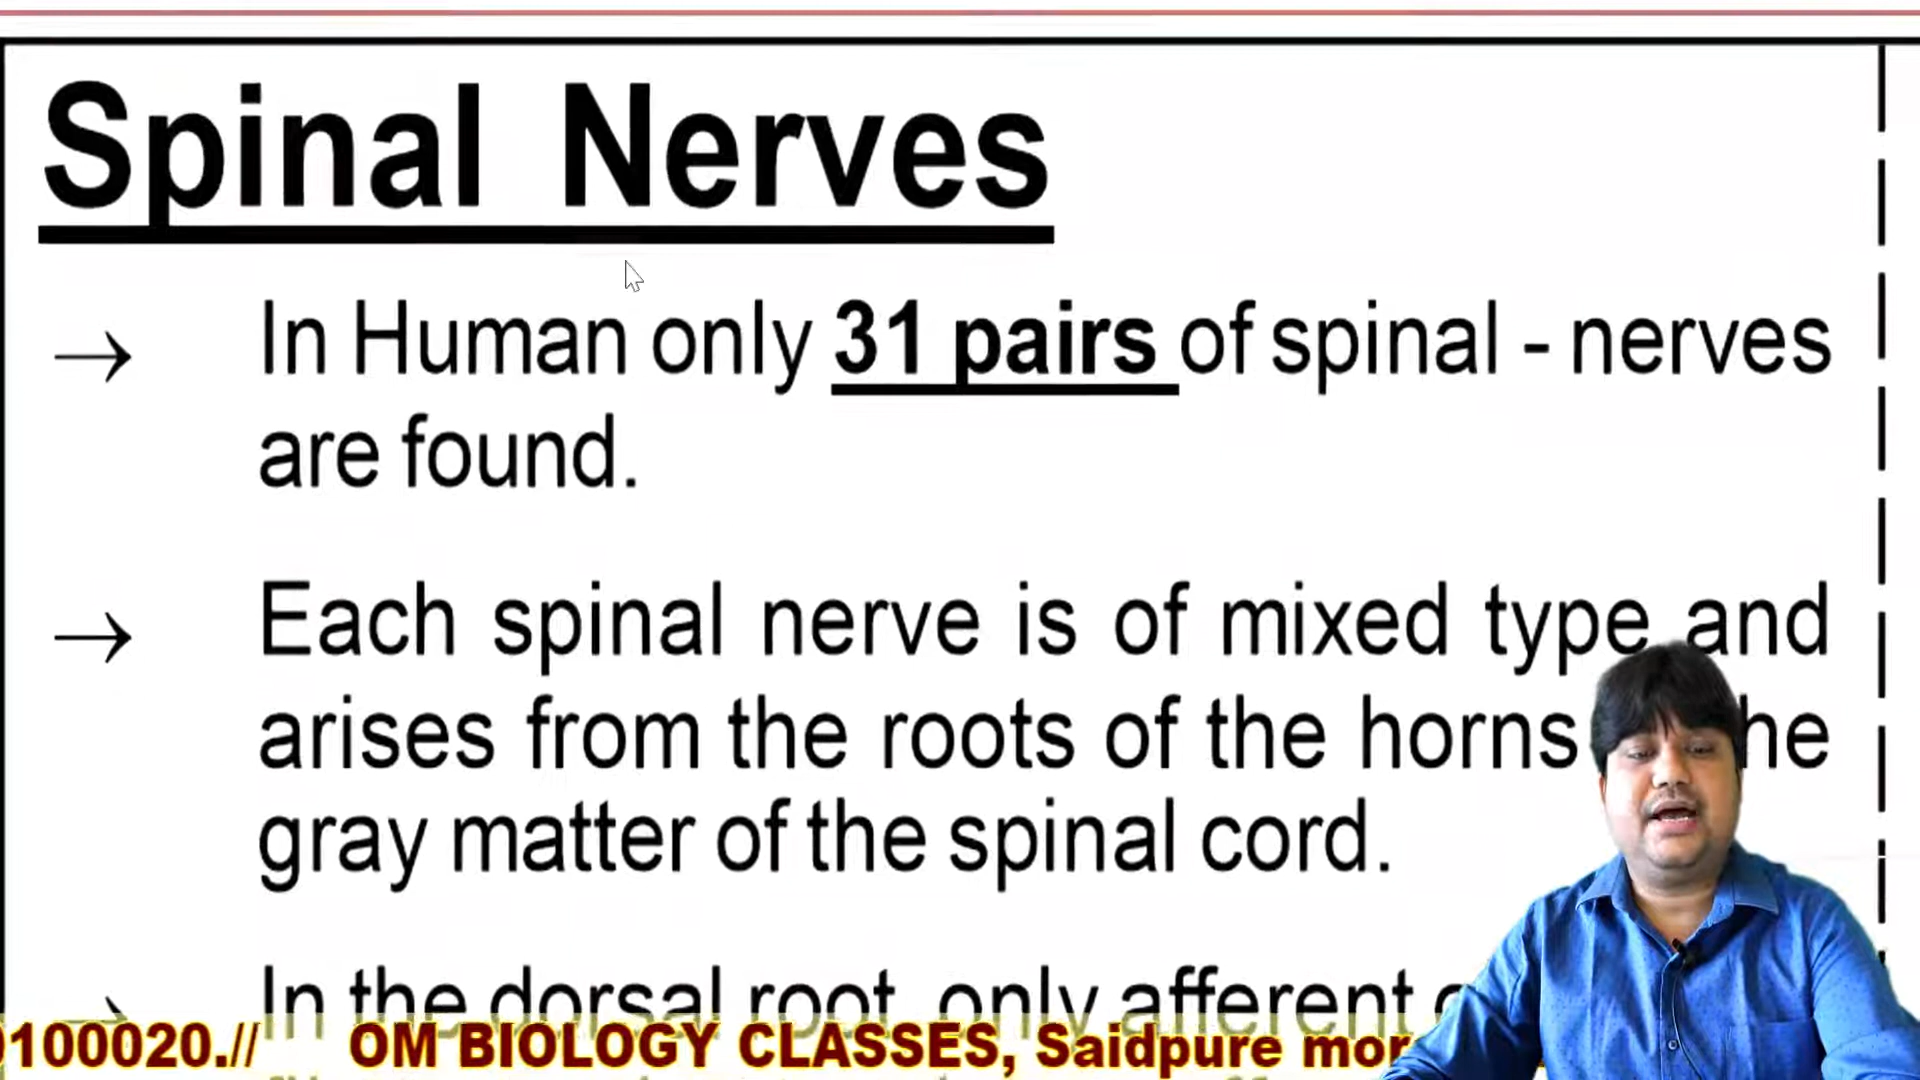 Spinal Nerves
→ In Human only 31 pairs of spinal - nerves
are found.
→ Each spinal nerve is of mixed type and
arises from the roots of the horns he
gray matter of the spinal cord.
→ In the dorsal root, only afferent
0100020.// OM BIOLOGY CLASSES, Saidpure mor